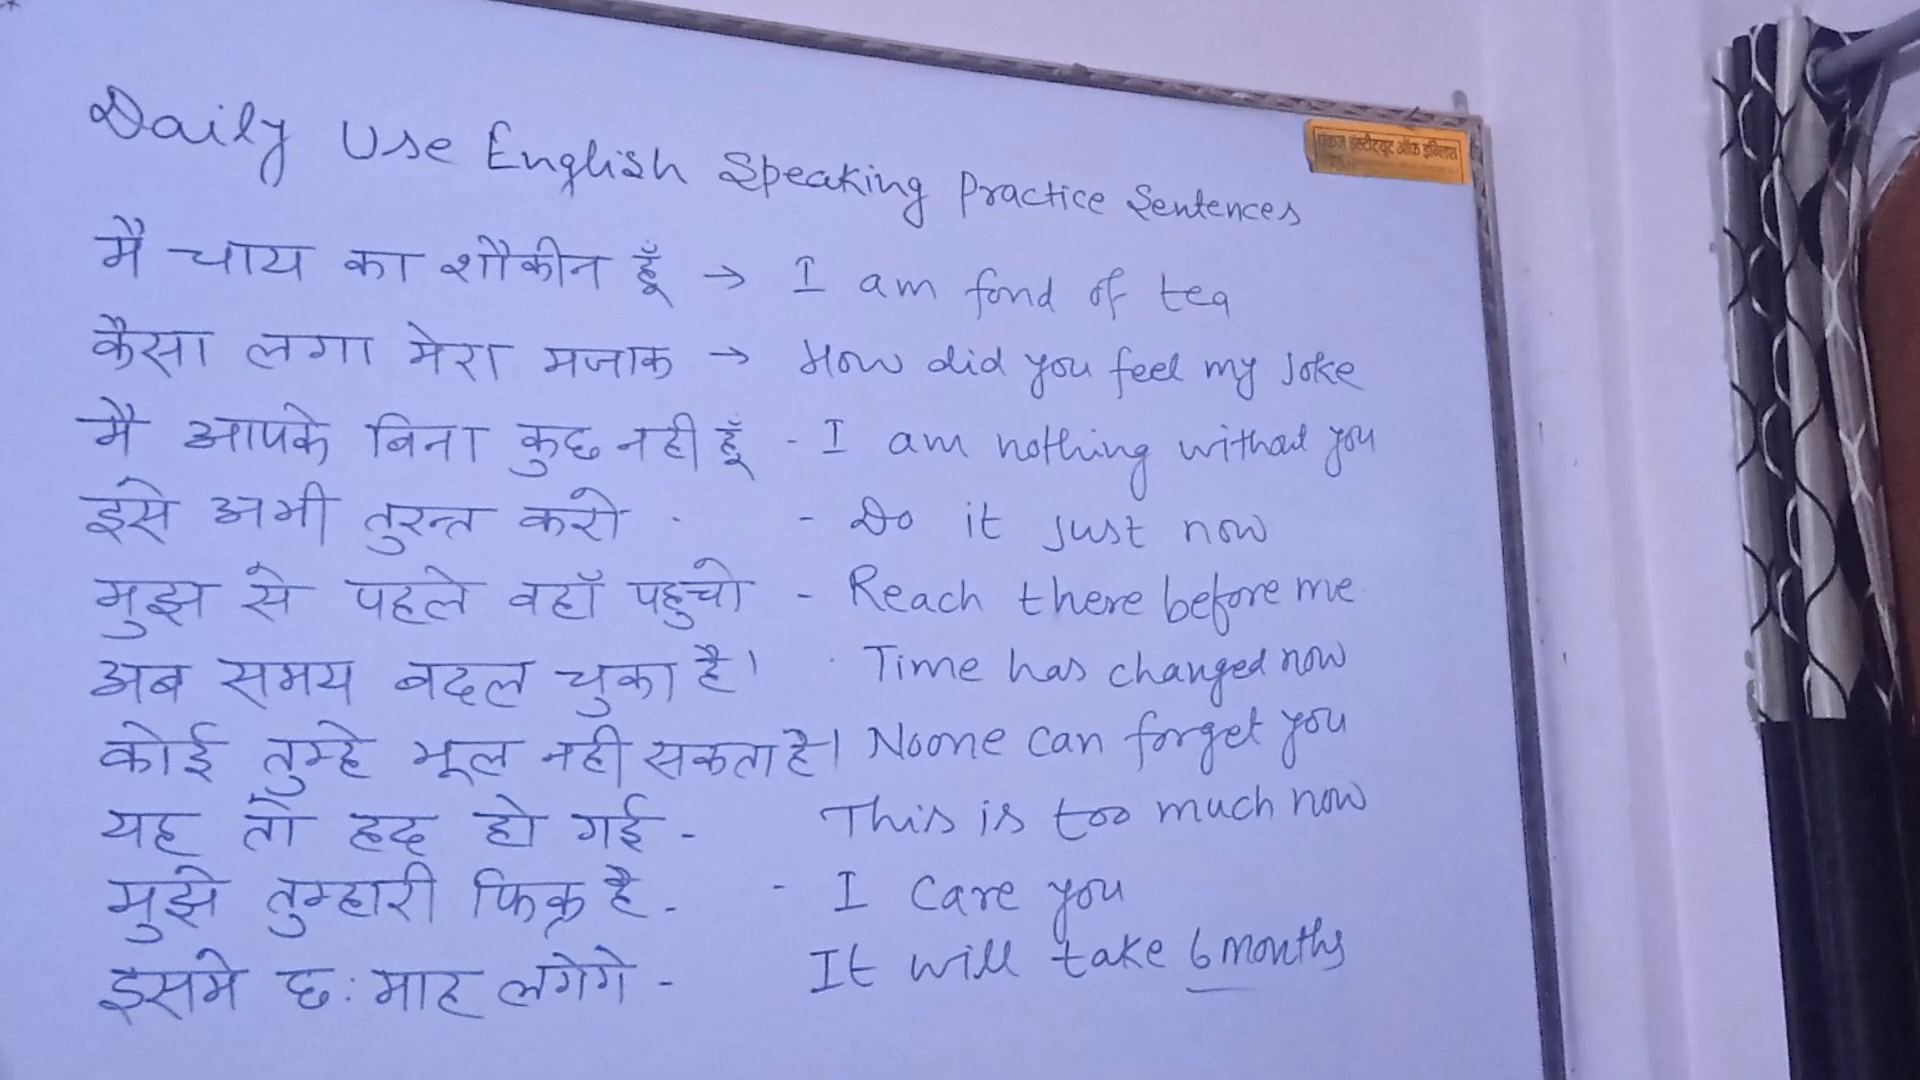 Daily Use English Speaking Practice Sentences
इंस्टीट्यूट ऑफ इंग्लिश
मै चाय का शौकीन हूँ → I am fond of tea
कैसा लगा मेरा मजाक → How did you feel my Joke
मै आपके बिना कुछ नही हूँ - I am nothing without you
इसे अभी तुरन्त करो - Do it just now
मुझ से पहले वहाँ पहुचो - Reach there before me
अब समय बदल चुका है। Time has changed now
कोई तुम्हे भूल नही सकता है। Noone can forget you
यह तो हद हो गई - This is too much now
मुझे तुम्हारी फिक्र है - - I Care you
इसमे छ: माह लगेगे - It will take 6 months